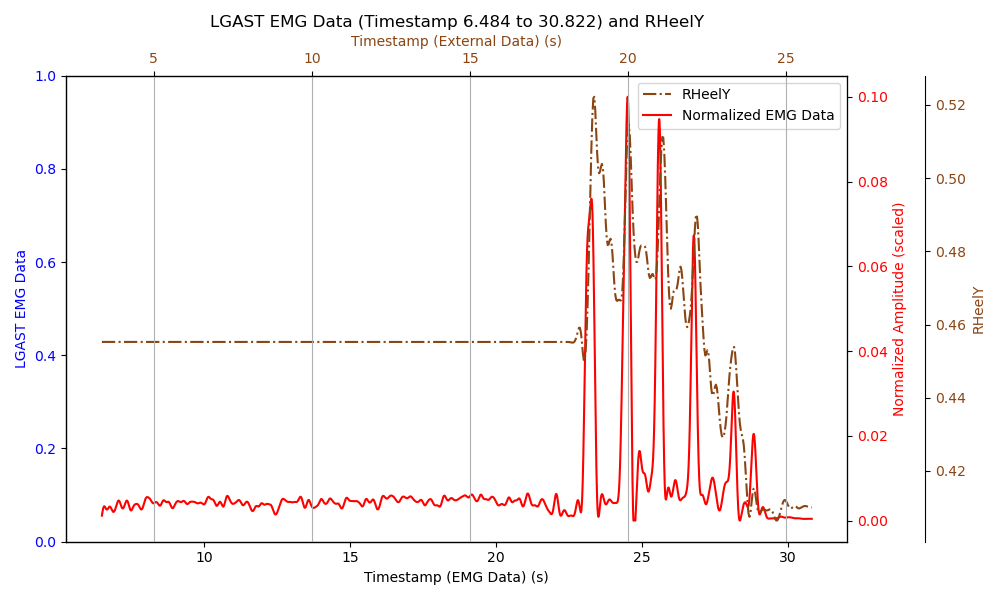 LGAST EMG Data (Timestamp 6.484 to 30.822) and RHeelY
Timestamp (External Data) (s)
5 10 15 20 25
RHeelY
Normalized EMG Data
1.0
0.8
0.6
0.4
0.2
0.0
LGAST EMG Data
0.10
0.08
0.06
0.04
0.02
0.00
Normalized Amplitude (scaled)
0.52
0.50
0.48
0.46
0.44
0.42
RHeelY
10 15 20 25 30
Timestamp (EMG Data) (s)